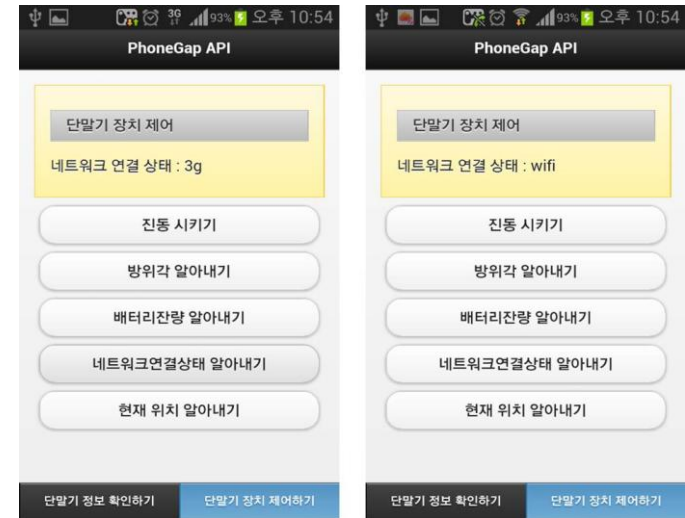 3G 93% 오후 10:54
PhoneGap API
단말기 장치 제어
네트워크 연결 상태 : 3g
진동 시키기
방위각 알아내기
배터리잔량 알아내기
네트워크연결상태 알아내기
현재 위치 알아내기
단말기 정보 확인하기 단말기 장치 제어하기
93% 오후 10:54
PhoneGap API
단말기 장치 제어
네트워크 연결 상태 : wifi
진동 시키기
방위각 알아내기
배터리잔량 알아내기
네트워크연결상태 알아내기
현재 위치 알아내기
단말기 정보 확인하기 단말기 장치 제어하기